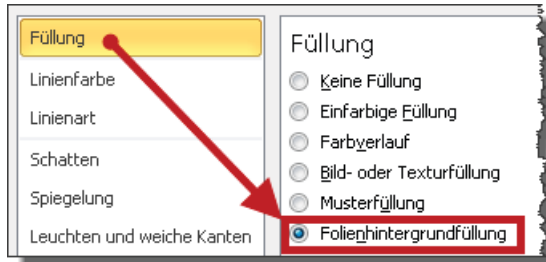 Füllung
Linienfarbe
Linienart
Schatten
Spiegelung
Leuchten und weiche Kanten
Füllung
Keine Füllung
Einfarbige Füllung
Farbverlauf
Bild- oder Texturfüllung
Musterfüllung
Folienhintergrundfüllung